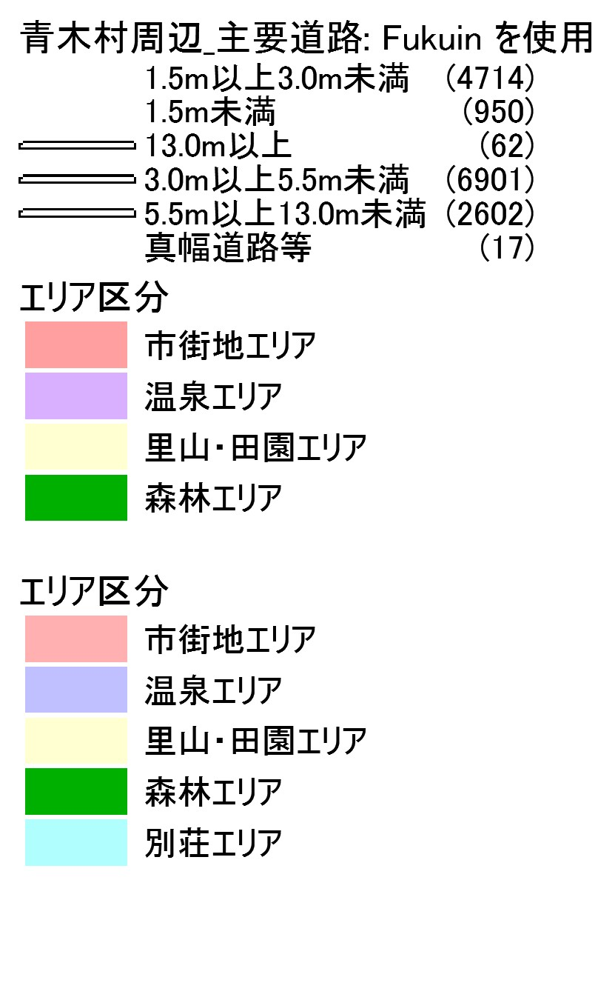 青木村周辺_主要道路: Fukuin を使用
1.5m以上3.0m未満 (4714)
1.5m未満 (950)
13.0m以上 (62)
3.0m以上5.5m未満 (6901)
5.5m以上13.0m未満 (2602)
真幅道路等 (17)
エリア区分
市街地エリア
温泉エリア
里山・田園エリア
森林エリア
エリア区分
市街地エリア
温泉エリア
里山・田園エリア
森林エリア
別荘エリア